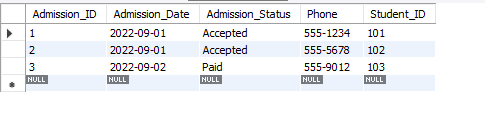 Admission_ID Admission_Date Admission_Status Phone Student_ID
1 2022-09-01 Accepted 555-1234 101
2 2022-09-01 Accepted 555-5678 102
3 2022-09-02 Paid 555-9012 103
NULL NULL NULL NULL NULL